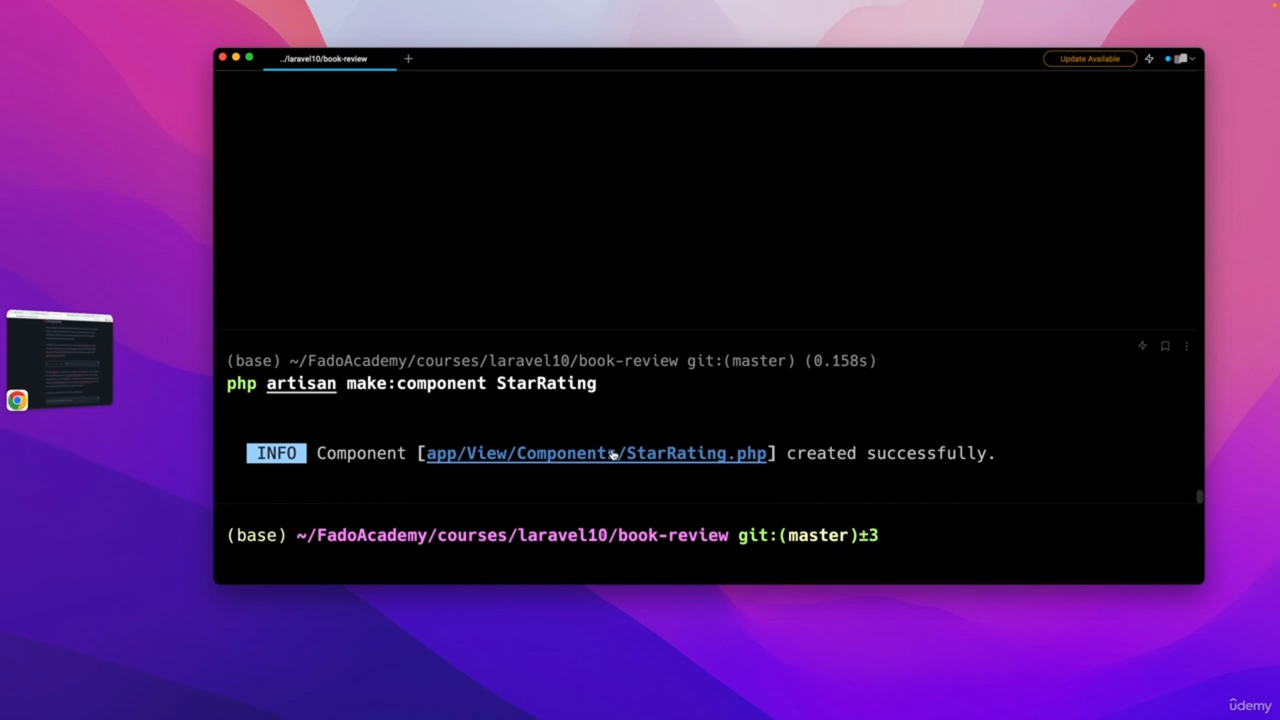 ../laravel10/book-review
Update Available
(base) ~/FadoAcademy/courses/laravel10/book-review git:(master) (0.158s)
php artisan make:component StarRating
INFO Component [app/View/Components/StarRating.php] created successfully.
(base) ~/FadoAcademy/courses/laravel10/book-review git:(master)±3
ûdemy